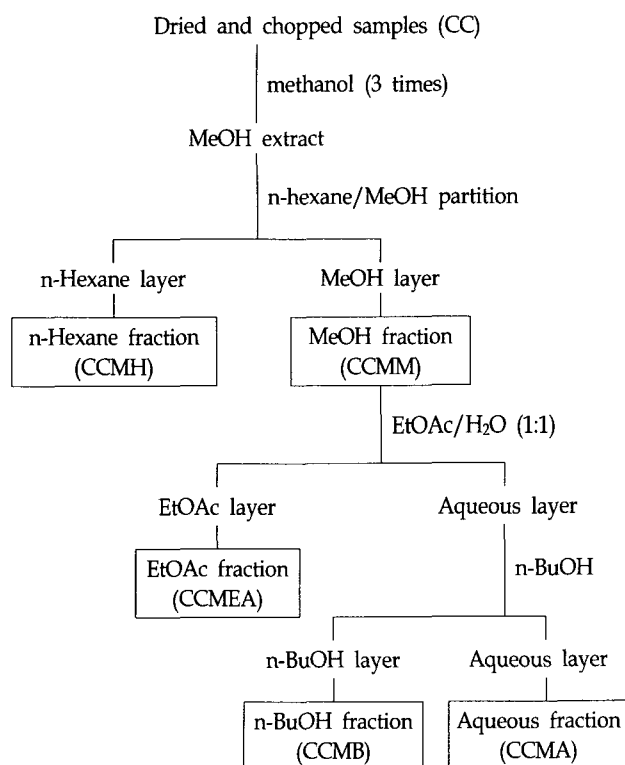 Dried and chopped samples (CC)
methanol (3 times)
MeOH extract
n-hexane/MeOH partition
n-Hexane layer
MeOH layer
n-Hexane fraction
(CCMH)
MeOH fraction
(CCMM)
EtOAc/H₂O (1:1)
EtOAc layer
Aqueous layer
EtOAc fraction
(CCMEA)
n-BuOH
n-BuOH layer
Aqueous layer
n-BuOH fraction
(CCMB)
Aqueous fraction
(CCMA)